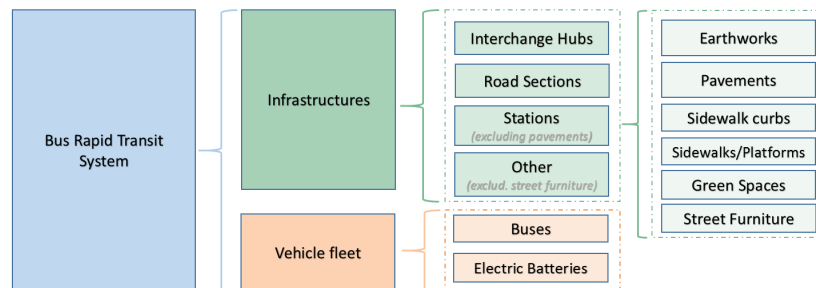 Bus Rapid Transit
System
Infrastructures
Vehicle fleet
Interchange Hubs
Road Sections
Stations
(excluding pavements)
Other
(exclud. street furniture)
Buses
Electric Batteries
Earthworks
Pavements
Sidewalk curbs
Sidewalks/Platforms
Green Spaces
Street Furniture